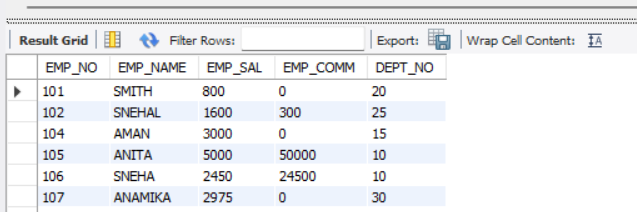 Result Grid Filter Rows: Export: Wrap Cell Content: IA
EMP_NO EMP_NAME EMP_SAL EMP_COMM DEPT_NO
101 SMITH 800 0 20
102 SNEHAL 1600 300 25
104 AMAN 3000 0 15
105 ANITA 5000 50000 10
106 SNEHA 2450 24500 10
107 ANAMIKA 2975 0 30